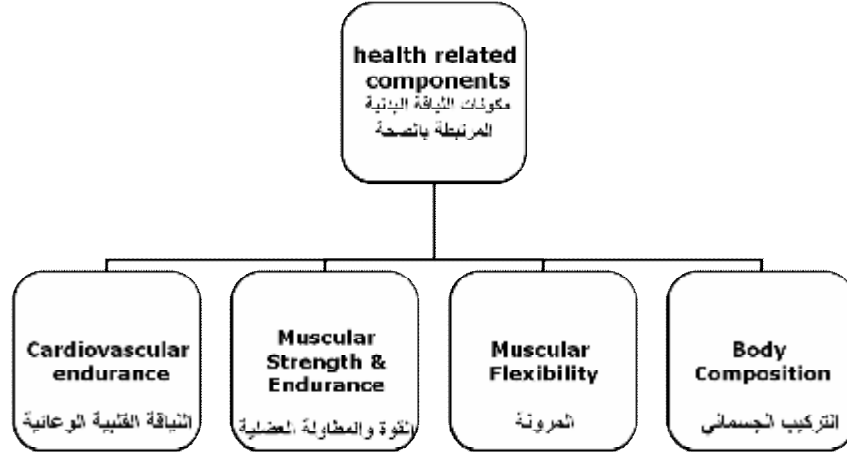 health related
components
مكونات اللياقة البدنية
المرتبطة بالصحة
Cardiovascular
endurance
اللياقة القلبية الوعائية
Muscular
Strength &
Endurance
القوة والمطاولة العضلية
Muscular
Flexibility
المرونة
Body
Composition
التركيب الجسماني